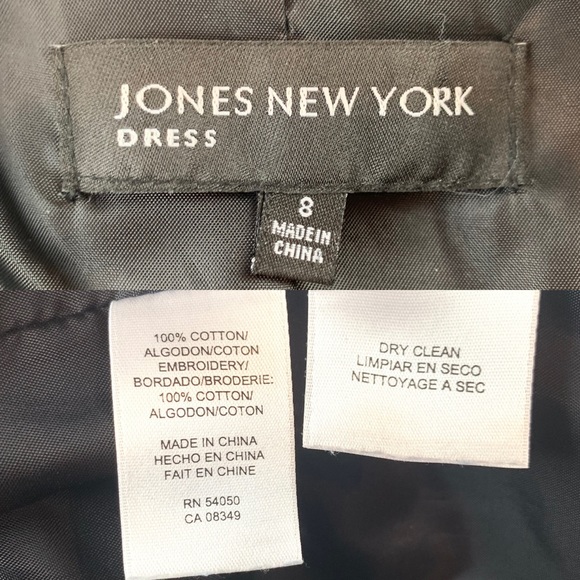 JONES NEW YORK
DRESS
8
MADE IN
CHINA
100% COTTON/
ALGODON/COTON
EMBROIDERY/
BORDADO/BRODERIE:
100% COTTON/
ALGODON/COTON
MADE IN CHINA
HECHO EN CHINA
FAIT EN CHINE
RN 54050
CA 08349
DRY CLEAN
LIMPIAR EN SECO
NETTOYAGE A SEC